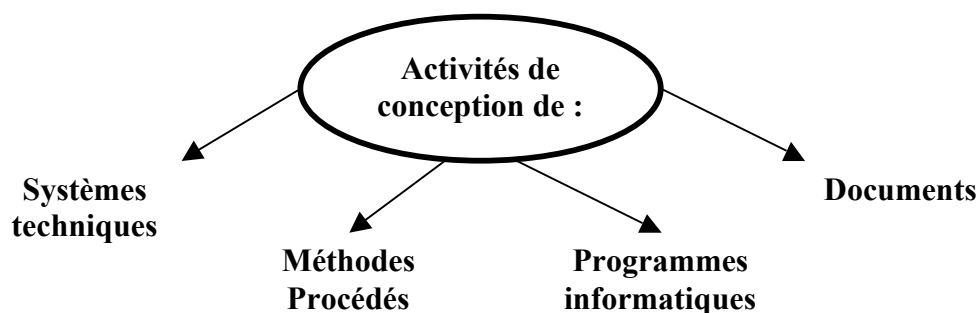 Activités de
conception de :
Systèmes
techniques
Documents
Méthodes
Procédés
Programmes
informatiques